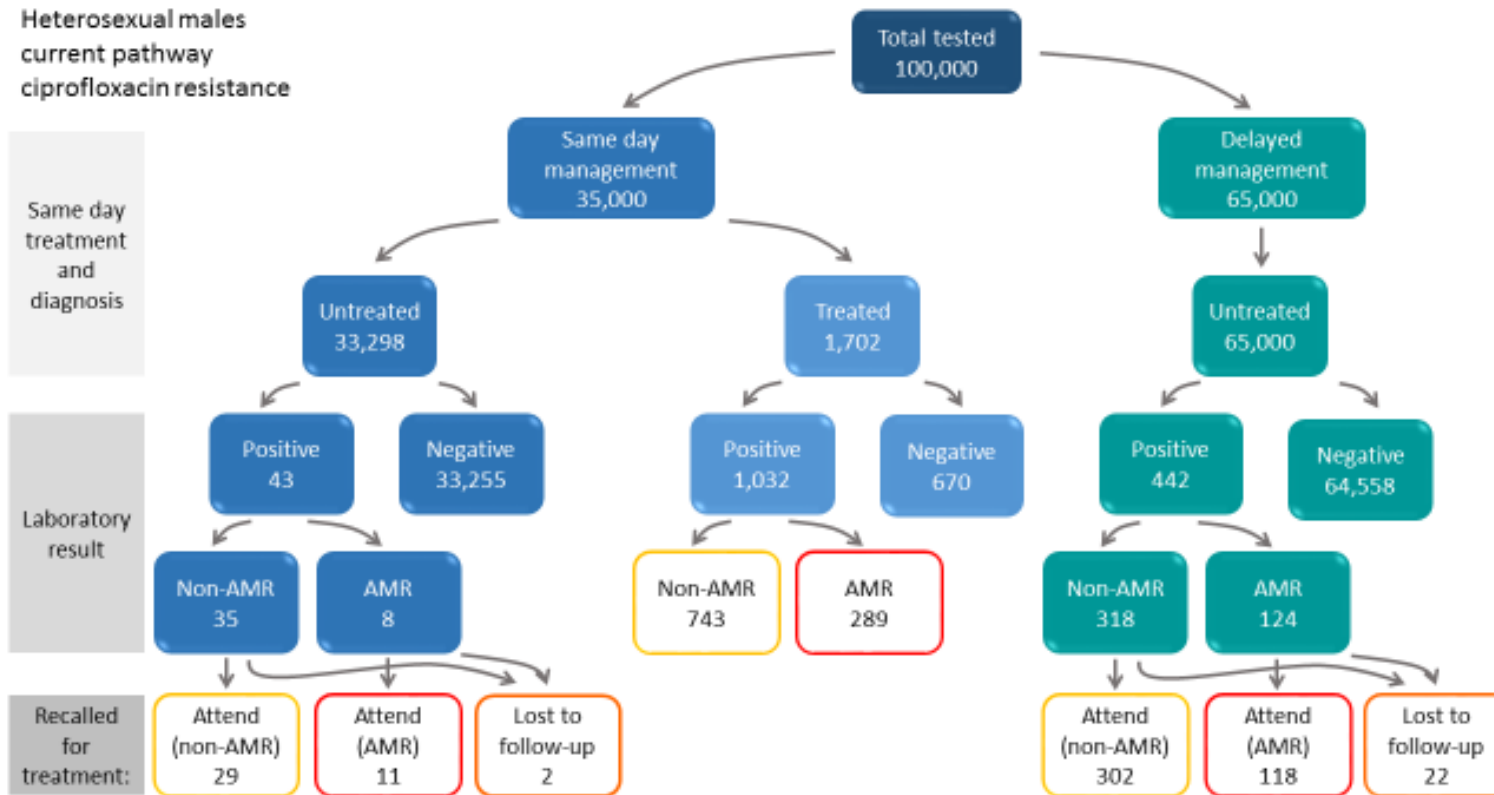 Heterosexual males
current pathway
ciprofloxacin resistance
Total tested
100,000
Same day
management
35,000
Delayed
management
65,000
Same day
treatment
and
diagnosis
Untreated
33,298
Treated
1,702
Untreated
65,000
Laboratory
result
Positive
43
Negative
33,255
Positive
1,032
Negative
670
Positive
442
Negative
64,558
Non-AMR
35
AMR
8
Non-AMR
743
AMR
289
Non-AMR
318
AMR
124
Recalled
for
treatment:
Attend
(non-AMR)
29
Attend
(AMR)
11
Lost to
follow-up
2
Attend
(non-AMR)
302
Attend
(AMR)
118
Lost to
follow-up
22